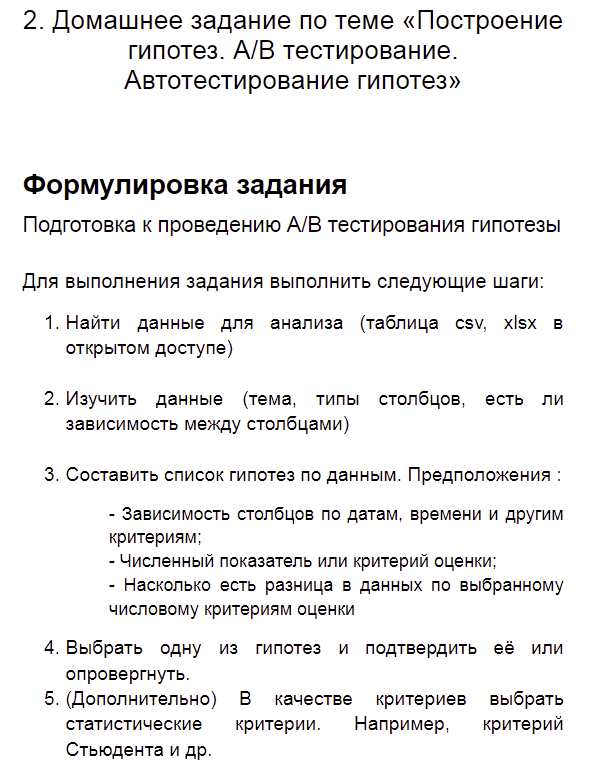 2. Домашнее задание по теме «Построение
гипотез. А/В тестирование.
Автотестирование гипотез»
Формулировка задания
Подготовка к проведению А/В тестирования гипотезы
Для выполнения задания выполнить следующие шаги:
1. Найти данные для анализа (таблица csv, xlsx в
открытом доступе)
2. Изучить данные (тема, типы столбцов, есть ли
зависимость между столбцами)
3. Составить список гипотез по данным. Предположения :
- Зависимость столбцов по датам, времени и другим
критериям;
- Численный показатель или критерий оценки;
- Насколько есть разница в данных по выбранному
числовому критериям оценки
4. Выбрать одну из гипотез и подтвердить её или
опровергнуть.
5. (Дополнительно) В качестве критериев выбрать
статистические критерии. Например, критерий
Стьюдента и др.